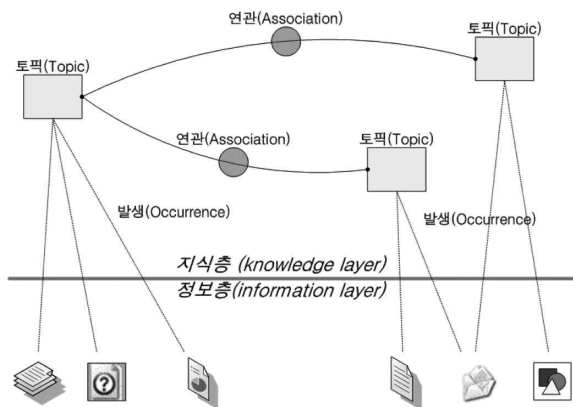 연관(Association)
토픽(Topic)
토픽(Topic)
연관(Association)
토픽(Topic)
발생(Occurrence)
발생(Occurrence)
지식층 (knowledge layer)
정보층(information layer)